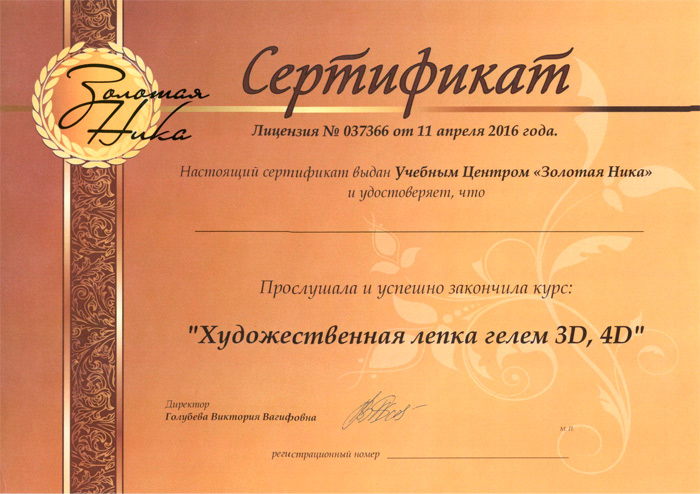 Золотая
Ника
Сертификат
Лицензия № 037366 от 11 апреля 2016 года.
Настоящий сертификат выдан Учебным Центром «Золотая Ника»
и удостоверяет, что
Прослушала и успешно закончила курс:
"Художественная лепка гелем 3D, 4D"
Директор
Голубева Виктория Вагифовна
М.П.
регистрационный номер